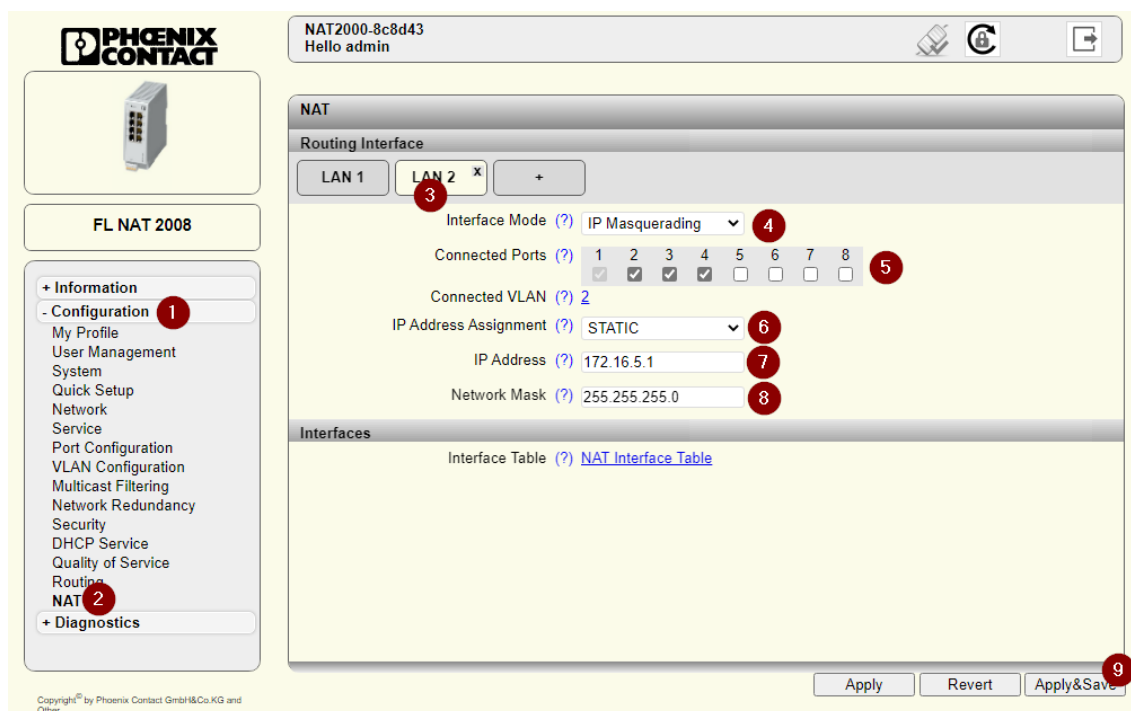 PHŒNIX
CONTACT
NAT2000-8c8d43
Hello admin
FL NAT 2008
+ Information
- Configuration 1
My Profile
User Management
System
Quick Setup
Network
Service
Port Configuration
VLAN Configuration
Multicast Filtering
Network Redundancy
Security
DHCP Service
Quality of Service
Routing
NAT 2
+ Diagnostics
Copyright© by Phoenix Contact GmbH&Co.KG and
Other
NAT
Routing Interface
LAN 1 LAN 2 x +
3
Interface Mode (?) IP Masquerading 4
Connected Ports (?) 1 2 3 4 5 6 7 8
5
Connected VLAN (?) 2
IP Address Assignment (?) STATIC 6
IP Address (?) 172.16.5.1 7
Network Mask (?) 255.255.255.0 8
Interfaces
Interface Table (?) NAT Interface Table
9
Apply Revert Apply&Save